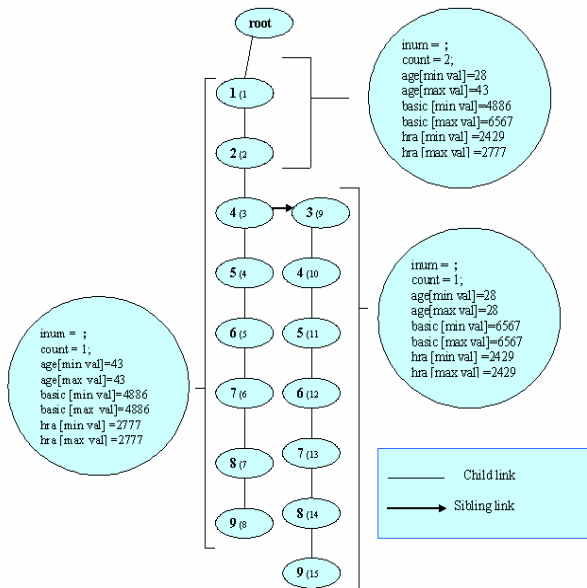 root
inum = ;
count = 2;
age[min val]=28
age[max val]=43
basic [min val]=4886
basic [max val]=6567
hra [min val] =2429
hra [max val] =2777
1 (1
2 (2
4 (3
3 (9
5 (4
4 (10
6 (5
5 (11
7 (6
6 (12
8 (7
7 (13
9 (8
8 (14
9 (15
inum = ;
count = 1;
age[min val]=28
age[max val]=28
basic [min val]=6567
basic [max val]=6567
hra [min val] =2429
hra [max val] =2429
inum = ;
count = 1;
age[min val]=43
age[max val]=43
basic [min val]=4886
basic [max val]=4886
hra [min val] =2777
hra [max val] =2777
Child link
Sibling link